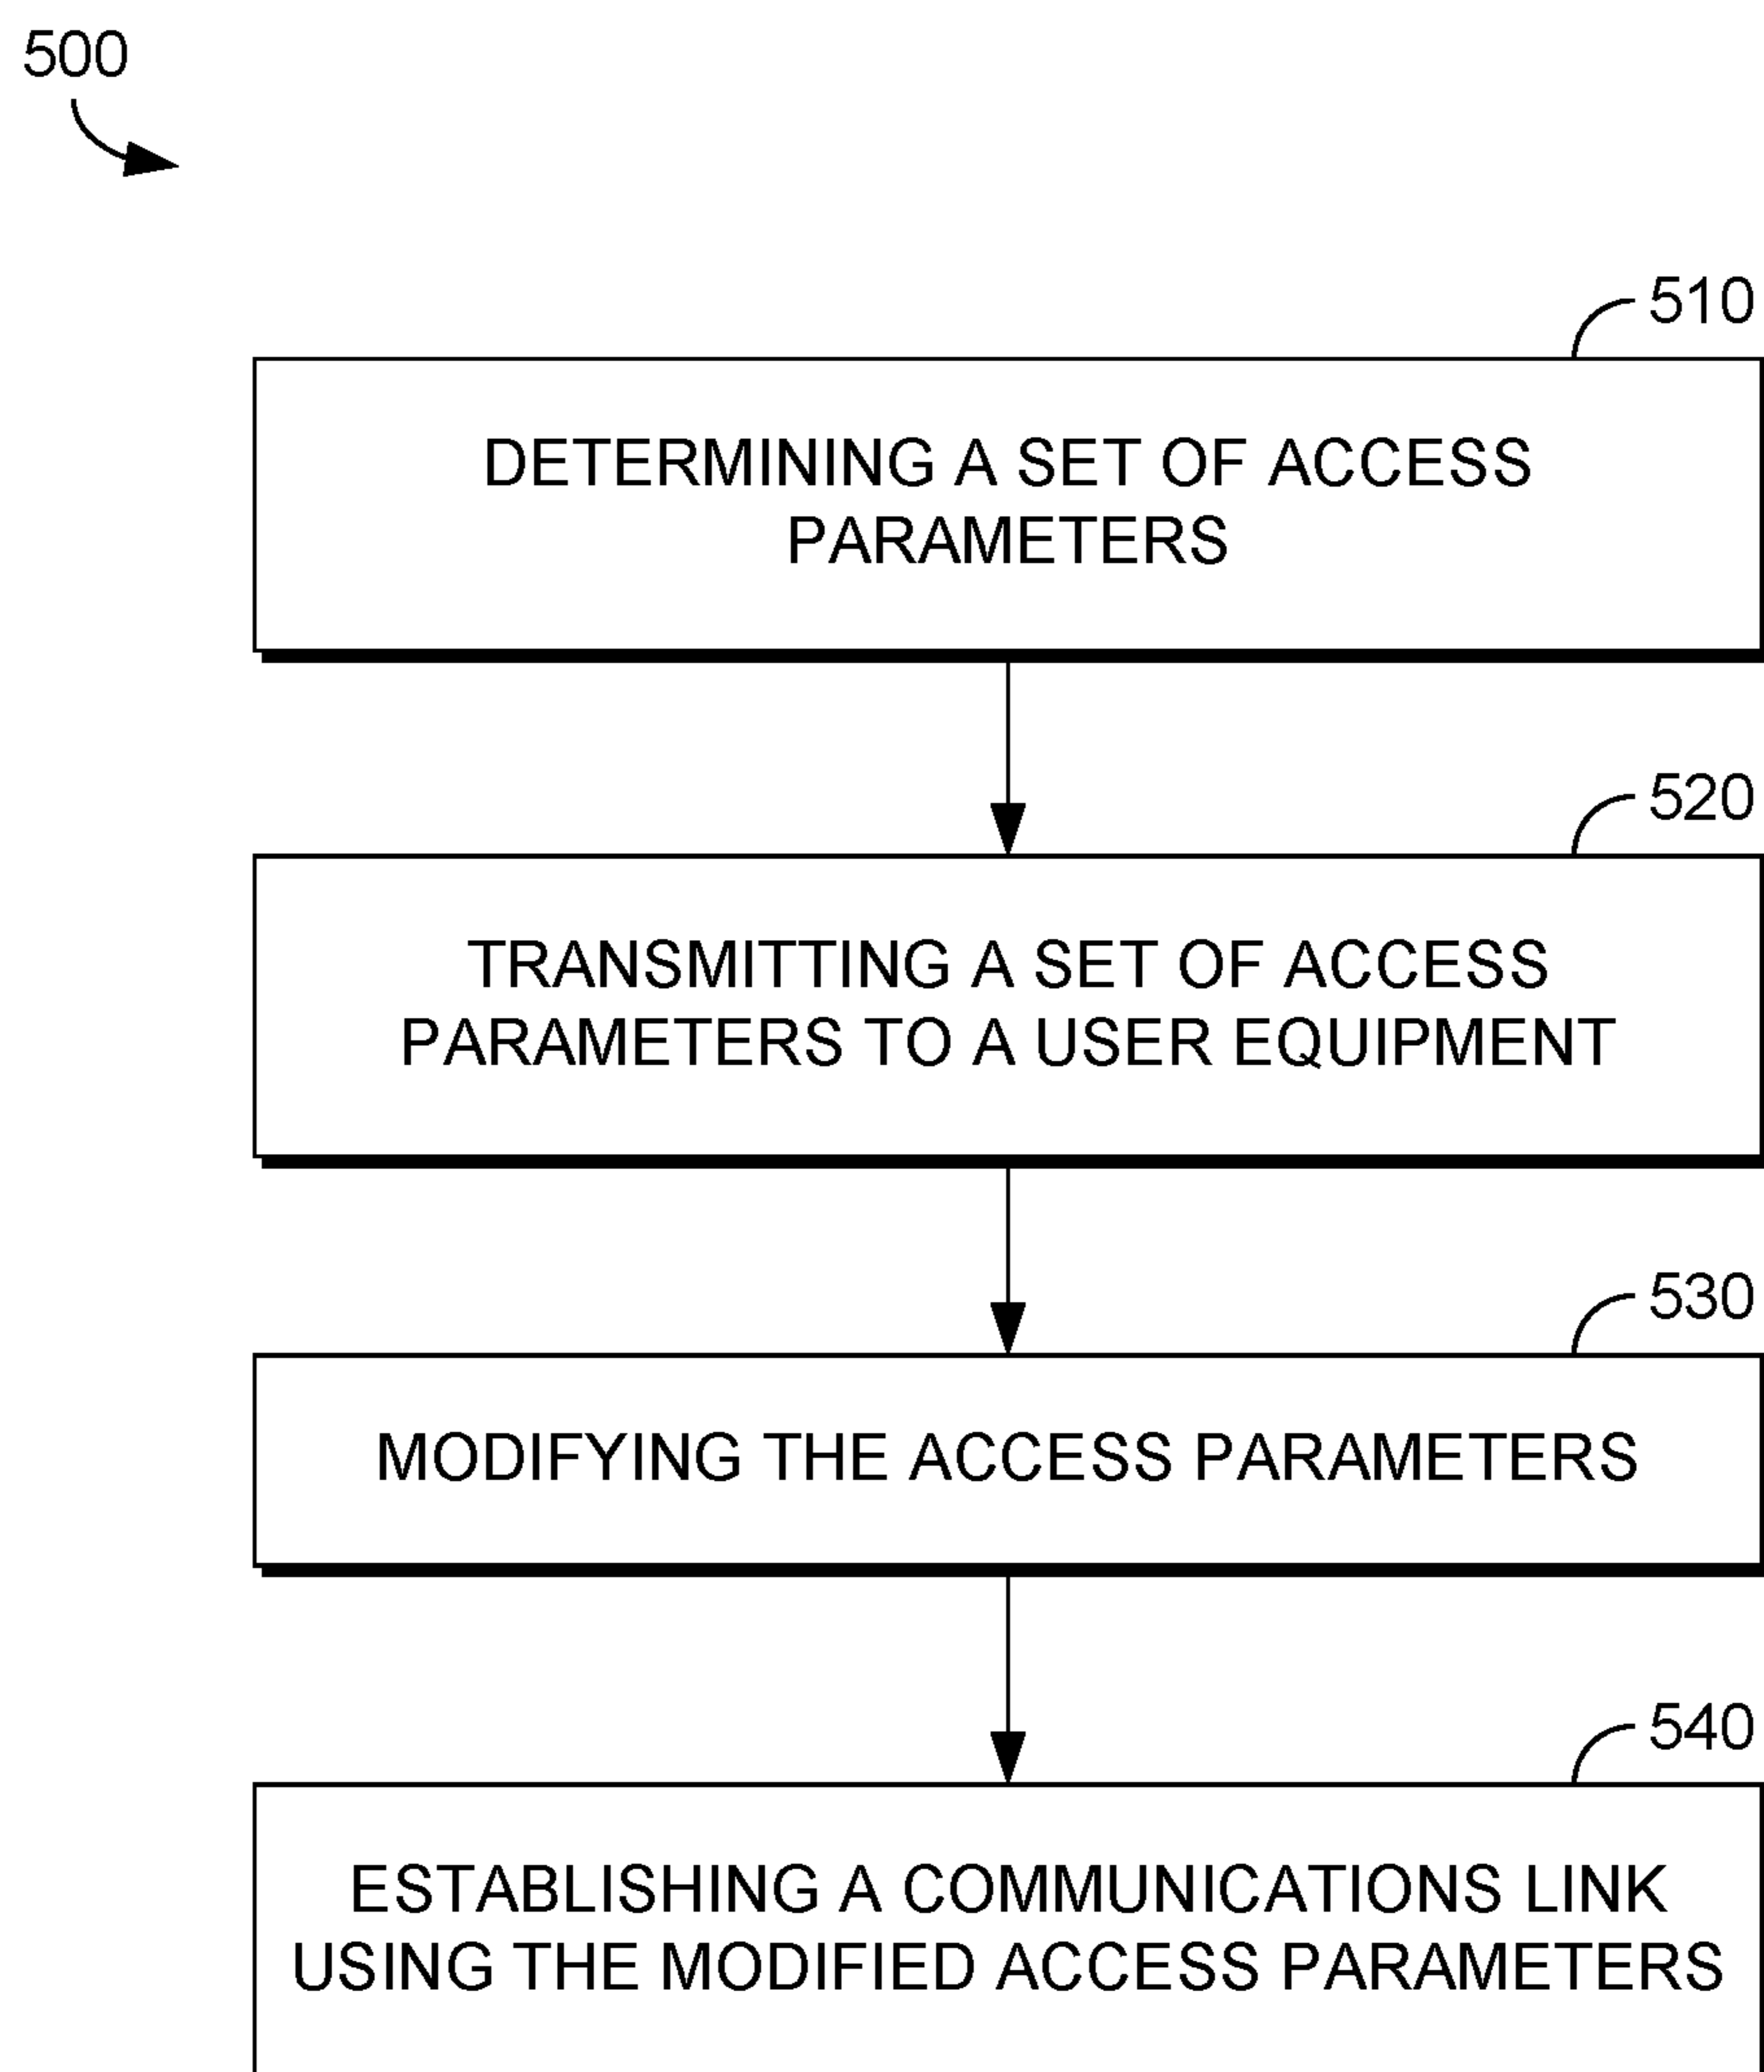 500
510
DETERMINING A SET OF ACCESS
PARAMETERS
520
TRANSMITTING A SET OF ACCESS
PARAMETERS TO A USER EQUIPMENT
530
MODIFYING THE ACCESS PARAMETERS
540
ESTABLISHING A COMMUNICATIONS LINK
USING THE MODIFIED ACCESS PARAMETERS